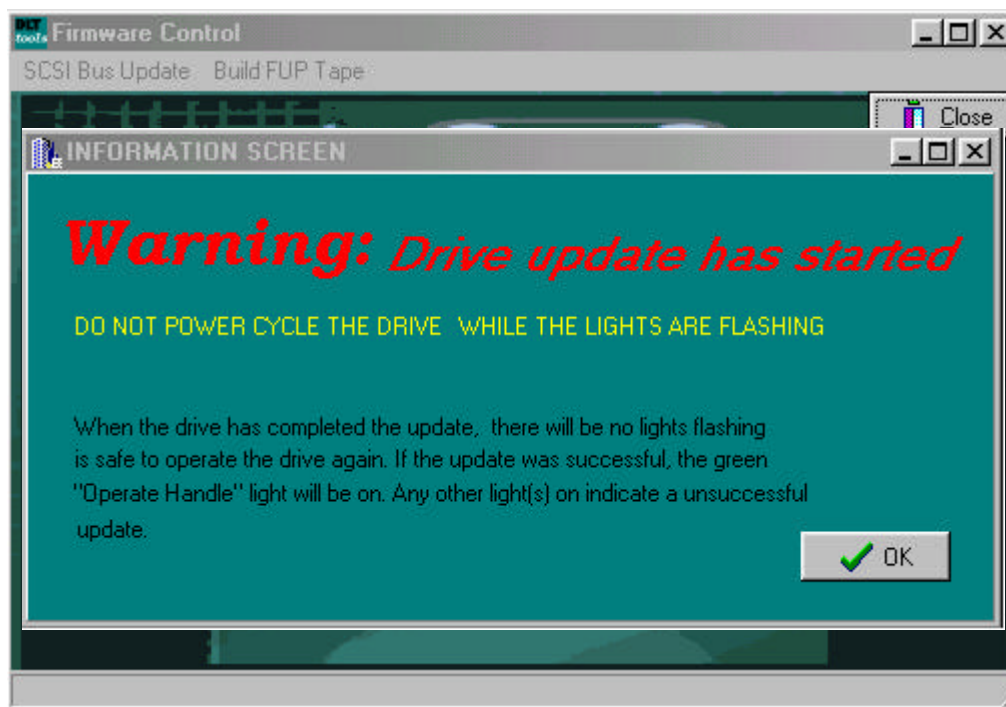 DLT
tools Firmware Control
SCSI Bus Update Build FUP Tape
Close
INFORMATION SCREEN
Warning: Drive update has started
DO NOT POWER CYCLE THE DRIVE WHILE THE LIGHTS ARE FLASHING
When the drive has completed the update, there will be no lights flashing
is safe to operate the drive again. If the update was successful, the green
"Operate Handle" light will be on. Any other light(s) on indicate a unsuccessful
update.
OK